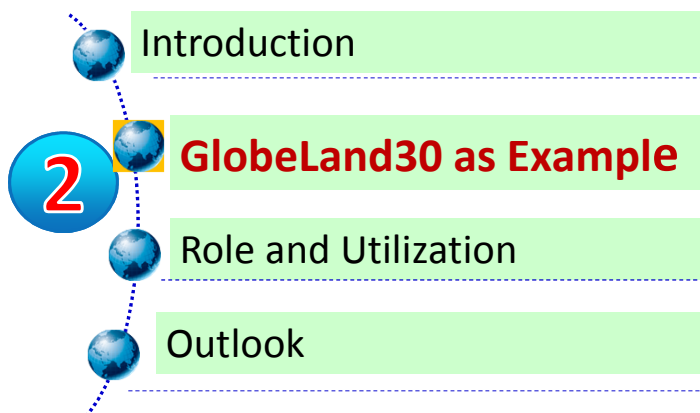 Introduction
2
GlobeLand30 as Example
Role and Utilization
Outlook